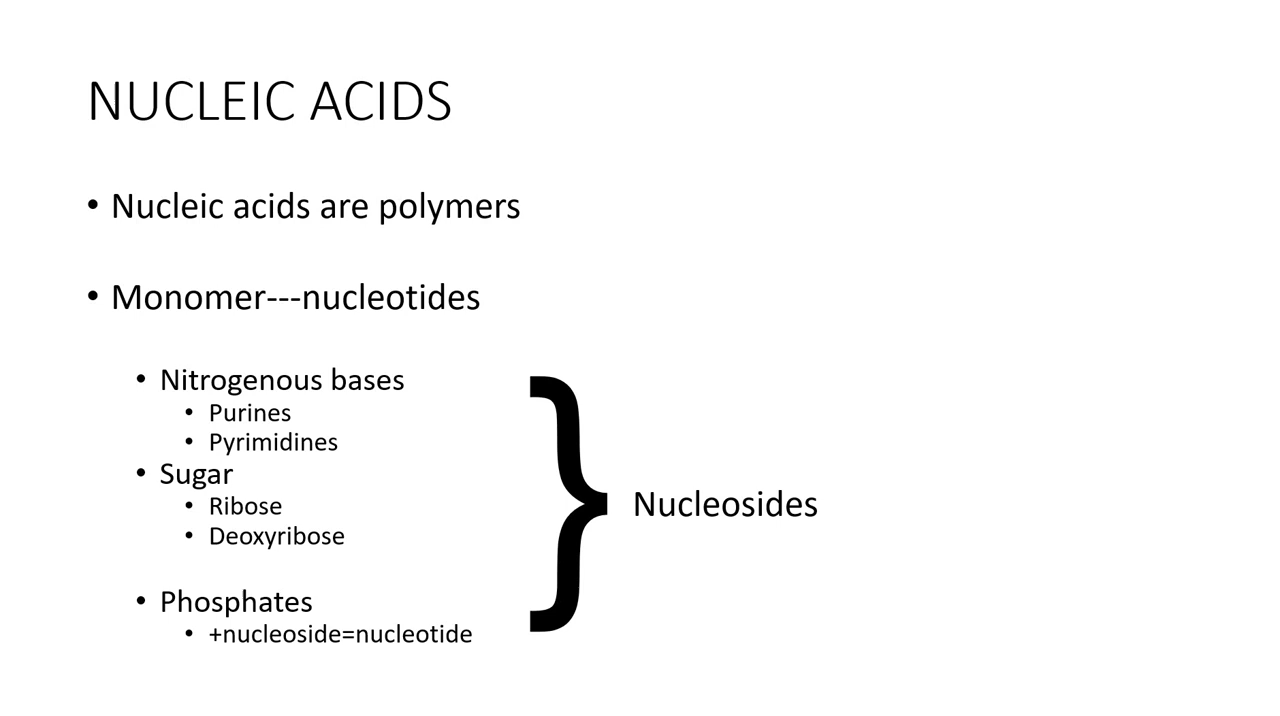 NUCLEIC ACIDS
• Nucleic acids are polymers
• Monomer---nucleotides
• Nitrogenous bases
• Purines
• Pyrimidines
• Sugar
• Ribose
• Deoxyribose
} Nucleosides
• Phosphates
• +nucleoside=nucleotide